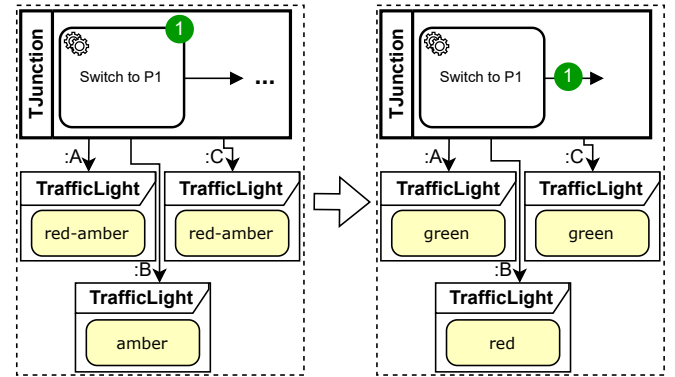 TJunction
1
Switch to P1
...
:A
:C
TrafficLight
TrafficLight
red-amber
red-amber
:B
TrafficLight
amber
TJunction
Switch to P1
1
:A
:C
TrafficLight
TrafficLight
green
green
:B
TrafficLight
red